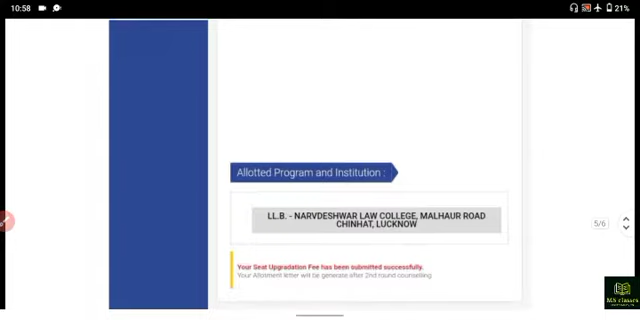 10:58
21%
Allotted Program and Institution :
LL.B. - NARVDESHWAR LAW COLLEGE, MALHAUR ROAD
CHINHAT, LUCKNOW
5/6
Your Seat Upgradation Fee has been submitted successfully.
Your Allotment letter will be generate after 2nd round counselling
MS classes